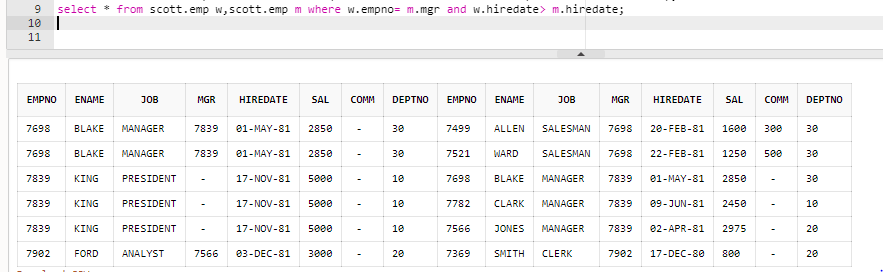 9 select * from scott.emp w,scott.emp m where w.empno= m.mgr and w.hiredate> m.hiredate;
10
11
EMPNO ENAME JOB MGR HIREDATE SAL COMM DEPTNO EMPNO ENAME JOB MGR HIREDATE SAL COMM DEPTNO
7698 BLAKE MANAGER 7839 01-MAY-81 2850 - 30 7499 ALLEN SALESMAN 7698 20-FEB-81 1600 300 30
7698 BLAKE MANAGER 7839 01-MAY-81 2850 - 30 7521 WARD SALESMAN 7698 22-FEB-81 1250 500 30
7839 KING PRESIDENT - 17-NOV-81 5000 - 10 7698 BLAKE MANAGER 7839 01-MAY-81 2850 - 30
7839 KING PRESIDENT - 17-NOV-81 5000 - 10 7782 CLARK MANAGER 7839 09-JUN-81 2450 - 10
7839 KING PRESIDENT - 17-NOV-81 5000 - 10 7566 JONES MANAGER 7839 02-APR-81 2975 - 20
7902 FORD ANALYST 7566 03-DEC-81 3000 - 20 7369 SMITH CLERK 7902 17-DEC-80 800 - 20